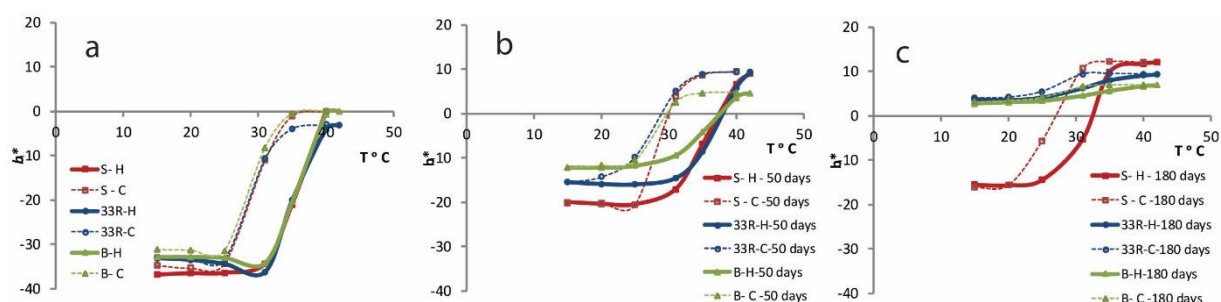 a
20
10
0
-10
-20
-30
-40
0 10 20 30 40 50
T º C
b*
S- H
S - C
33R-H
33R-C
B-H
B- C
b
20
10
0
-10
-20
-30
-40
0 10 20 30 40 50
T º C
b*
S- H - 50 days
S - C -50 days
33R-H-50 days
33R-C-50 days
B-H-50 days
B- C -50 days
c
20
10
0
-10
-20
-30
-40
0 10 20 30 40 50
T º C
b*
S- H - 180 days
S - C -180 days
33R-H-180 days
33R-C-180 days
B-H-180 days
B- C -180 days